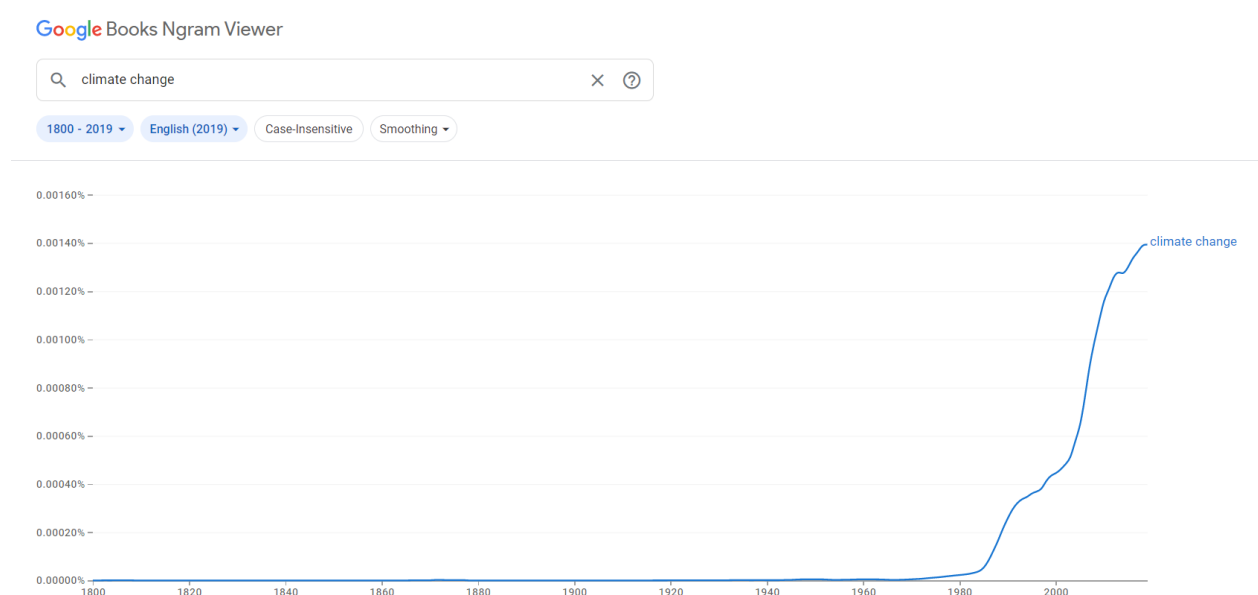 Google Books Ngram Viewer
climate change
1800 - 2019 English (2019) Case-Insensitive Smoothing
0.00160%
0.00140%
climate change
0.00120%
0.00100%
0.00080%
0.00060%
0.00040%
0.00020%
0.00000%
1800 1820 1840 1860 1880 1900 1920 1940 1960 1980 2000